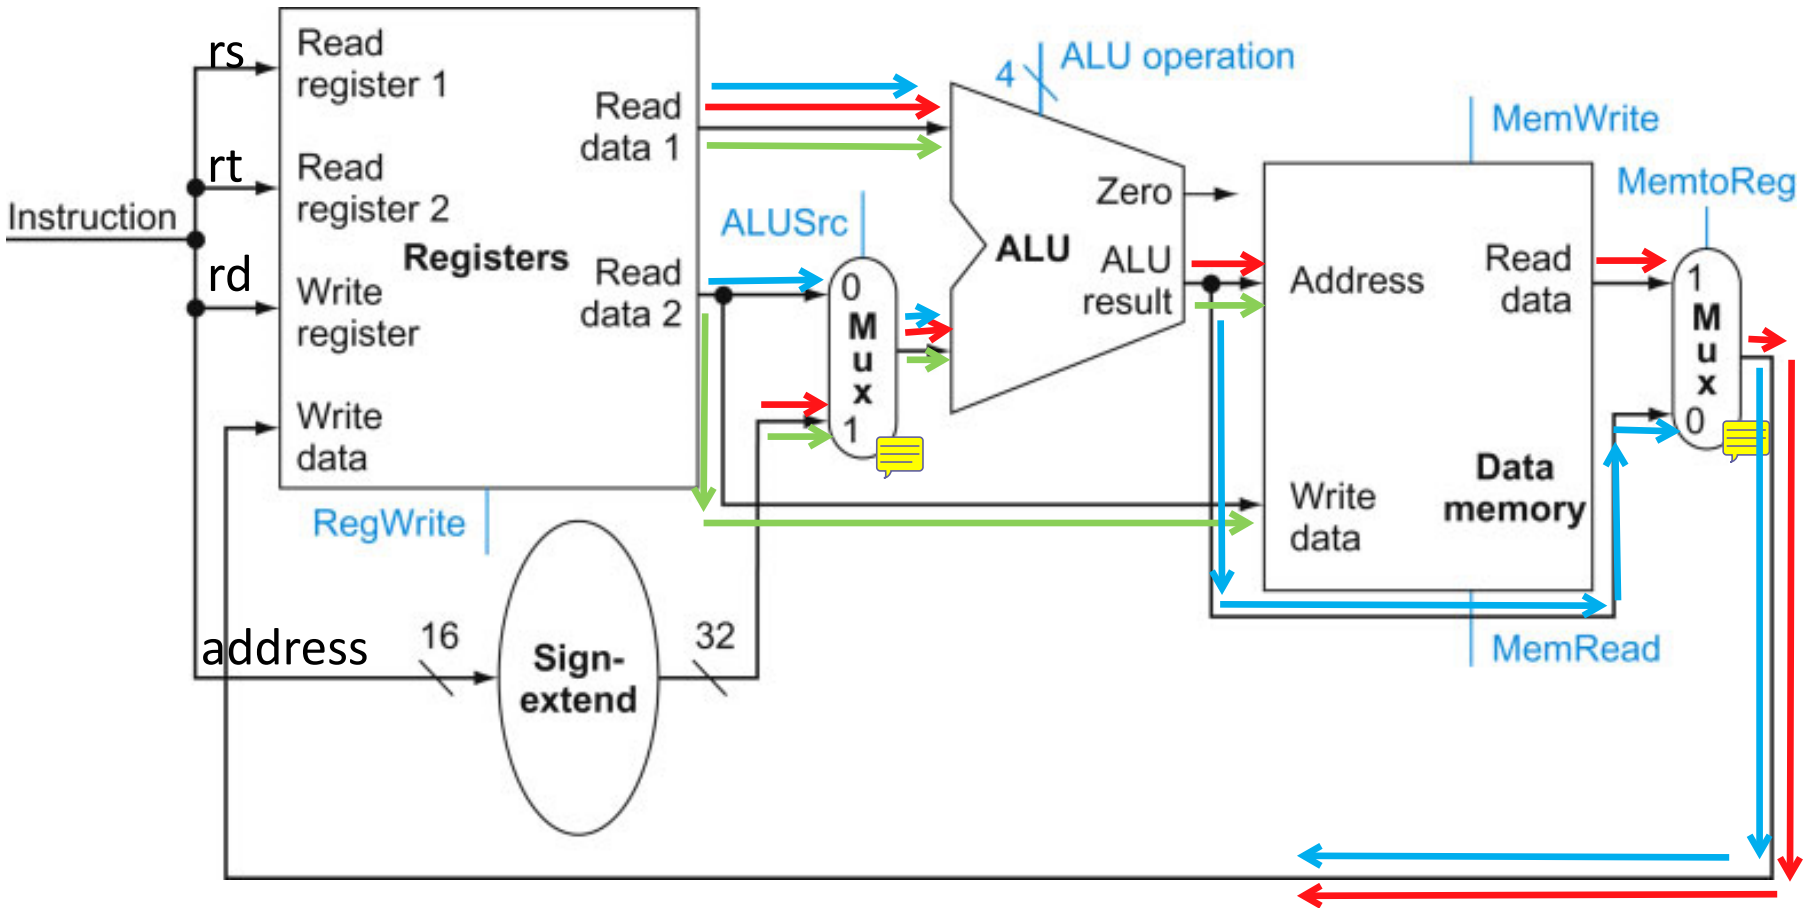 rs
Read
register 1
rt
Read
register 2
Instruction
rd
Registers
Write
register
Write
data
Read
data 1
Read
data 2
RegWrite
address
16
Sign-
extend
32
ALUSrc
0
M
u
x
1
4
ALU operation
Zero
ALU
ALU
result
MemWrite
Address
Read
data
Write
data
Data
memory
MemRead
MemtoReg
1
M
u
x
0